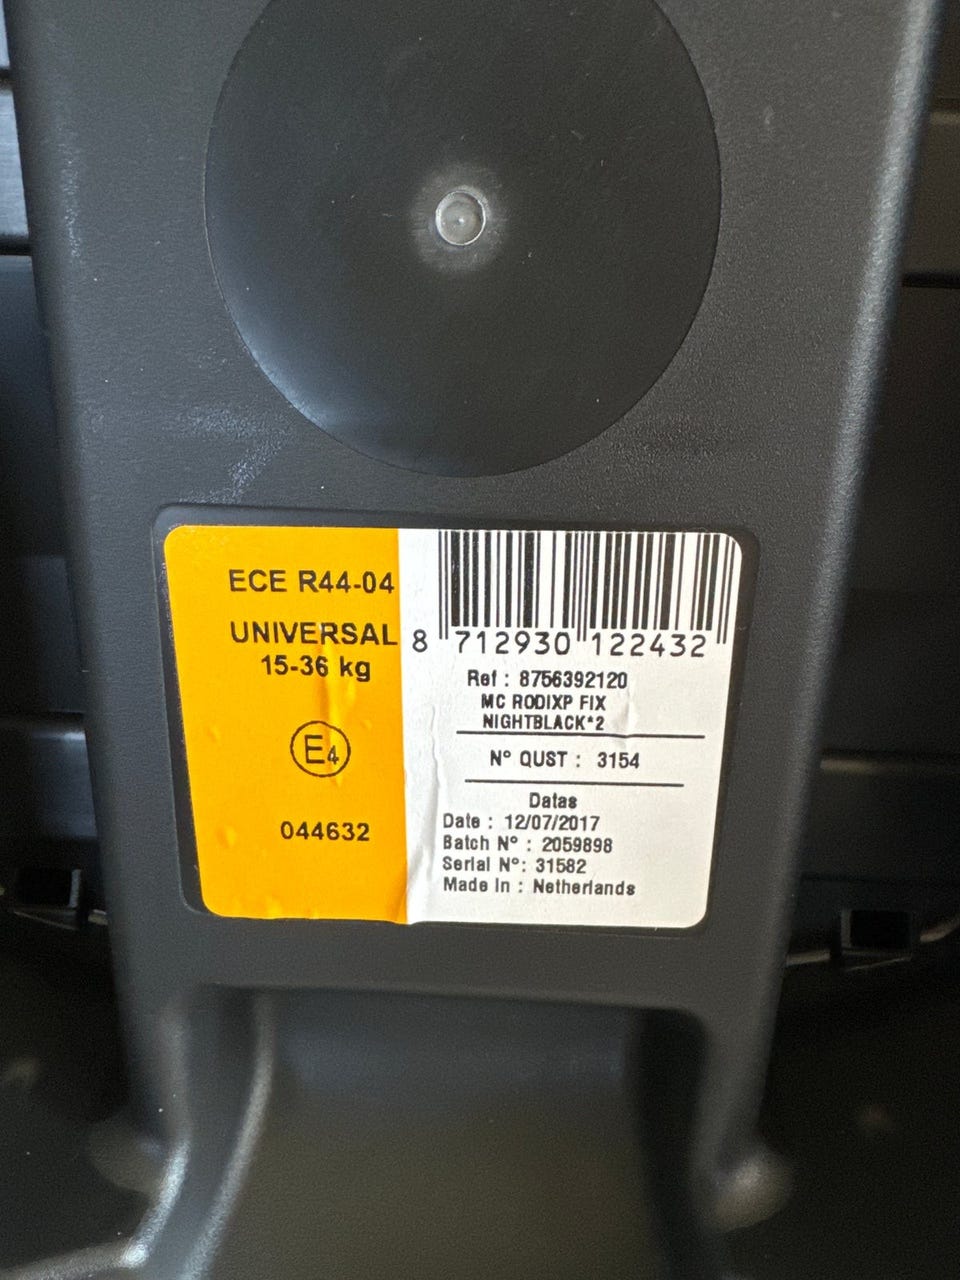 ECE R44-04
UNIVERSAL
15-36 kg
E4
044632
8 712930 122432
Ref : 8756392120
MC RODIXP FIX
NIGHTBLACK*2
N° QUST : 3154
Datas
Date : 12/07/2017
Batch N° : 2059898
Serial N°: 31582
Made In : Netherlands